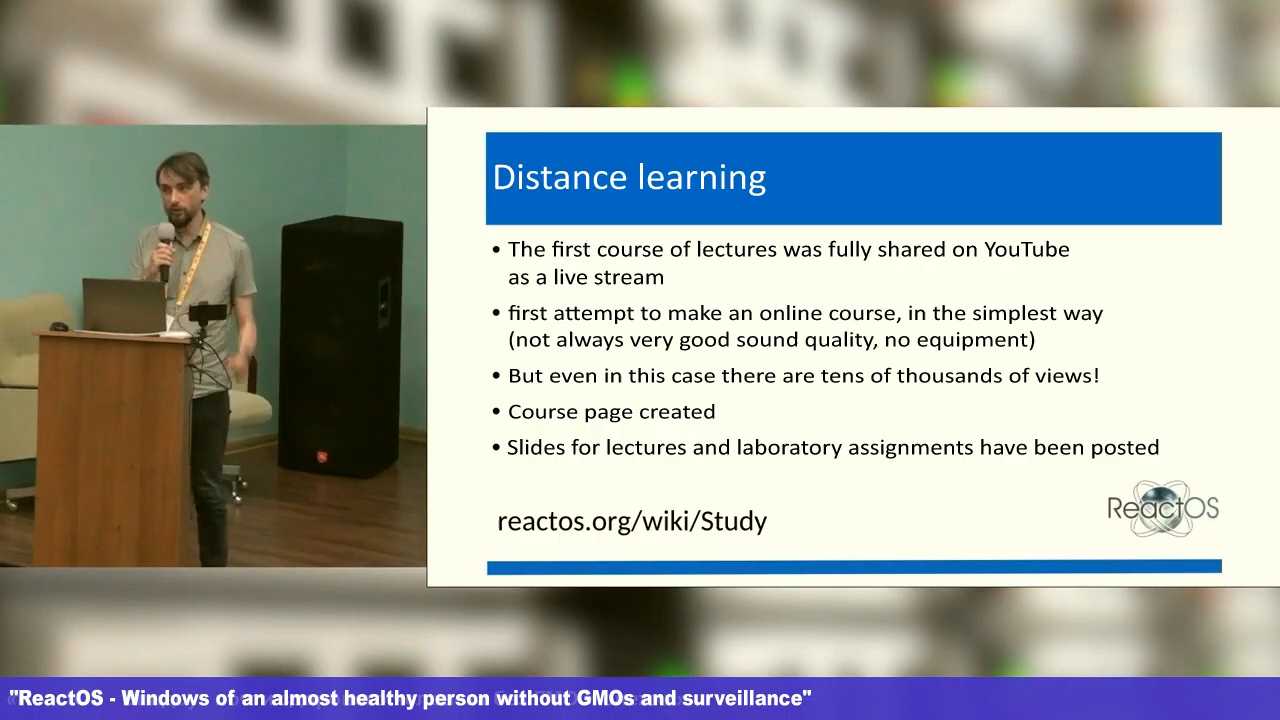 Distance learning
• The first course of lectures was fully shared on YouTube
as a live stream
• first attempt to make an online course, in the simplest way
(not always very good sound quality, no equipment)
• But even in this case there are tens of thousands of views!
• Course page created
• Slides for lectures and laboratory assignments have been posted
reactos.org/wiki/Study
ReactOS
"ReactOS - Windows of an almost healthy person without GMOs and surveillance"